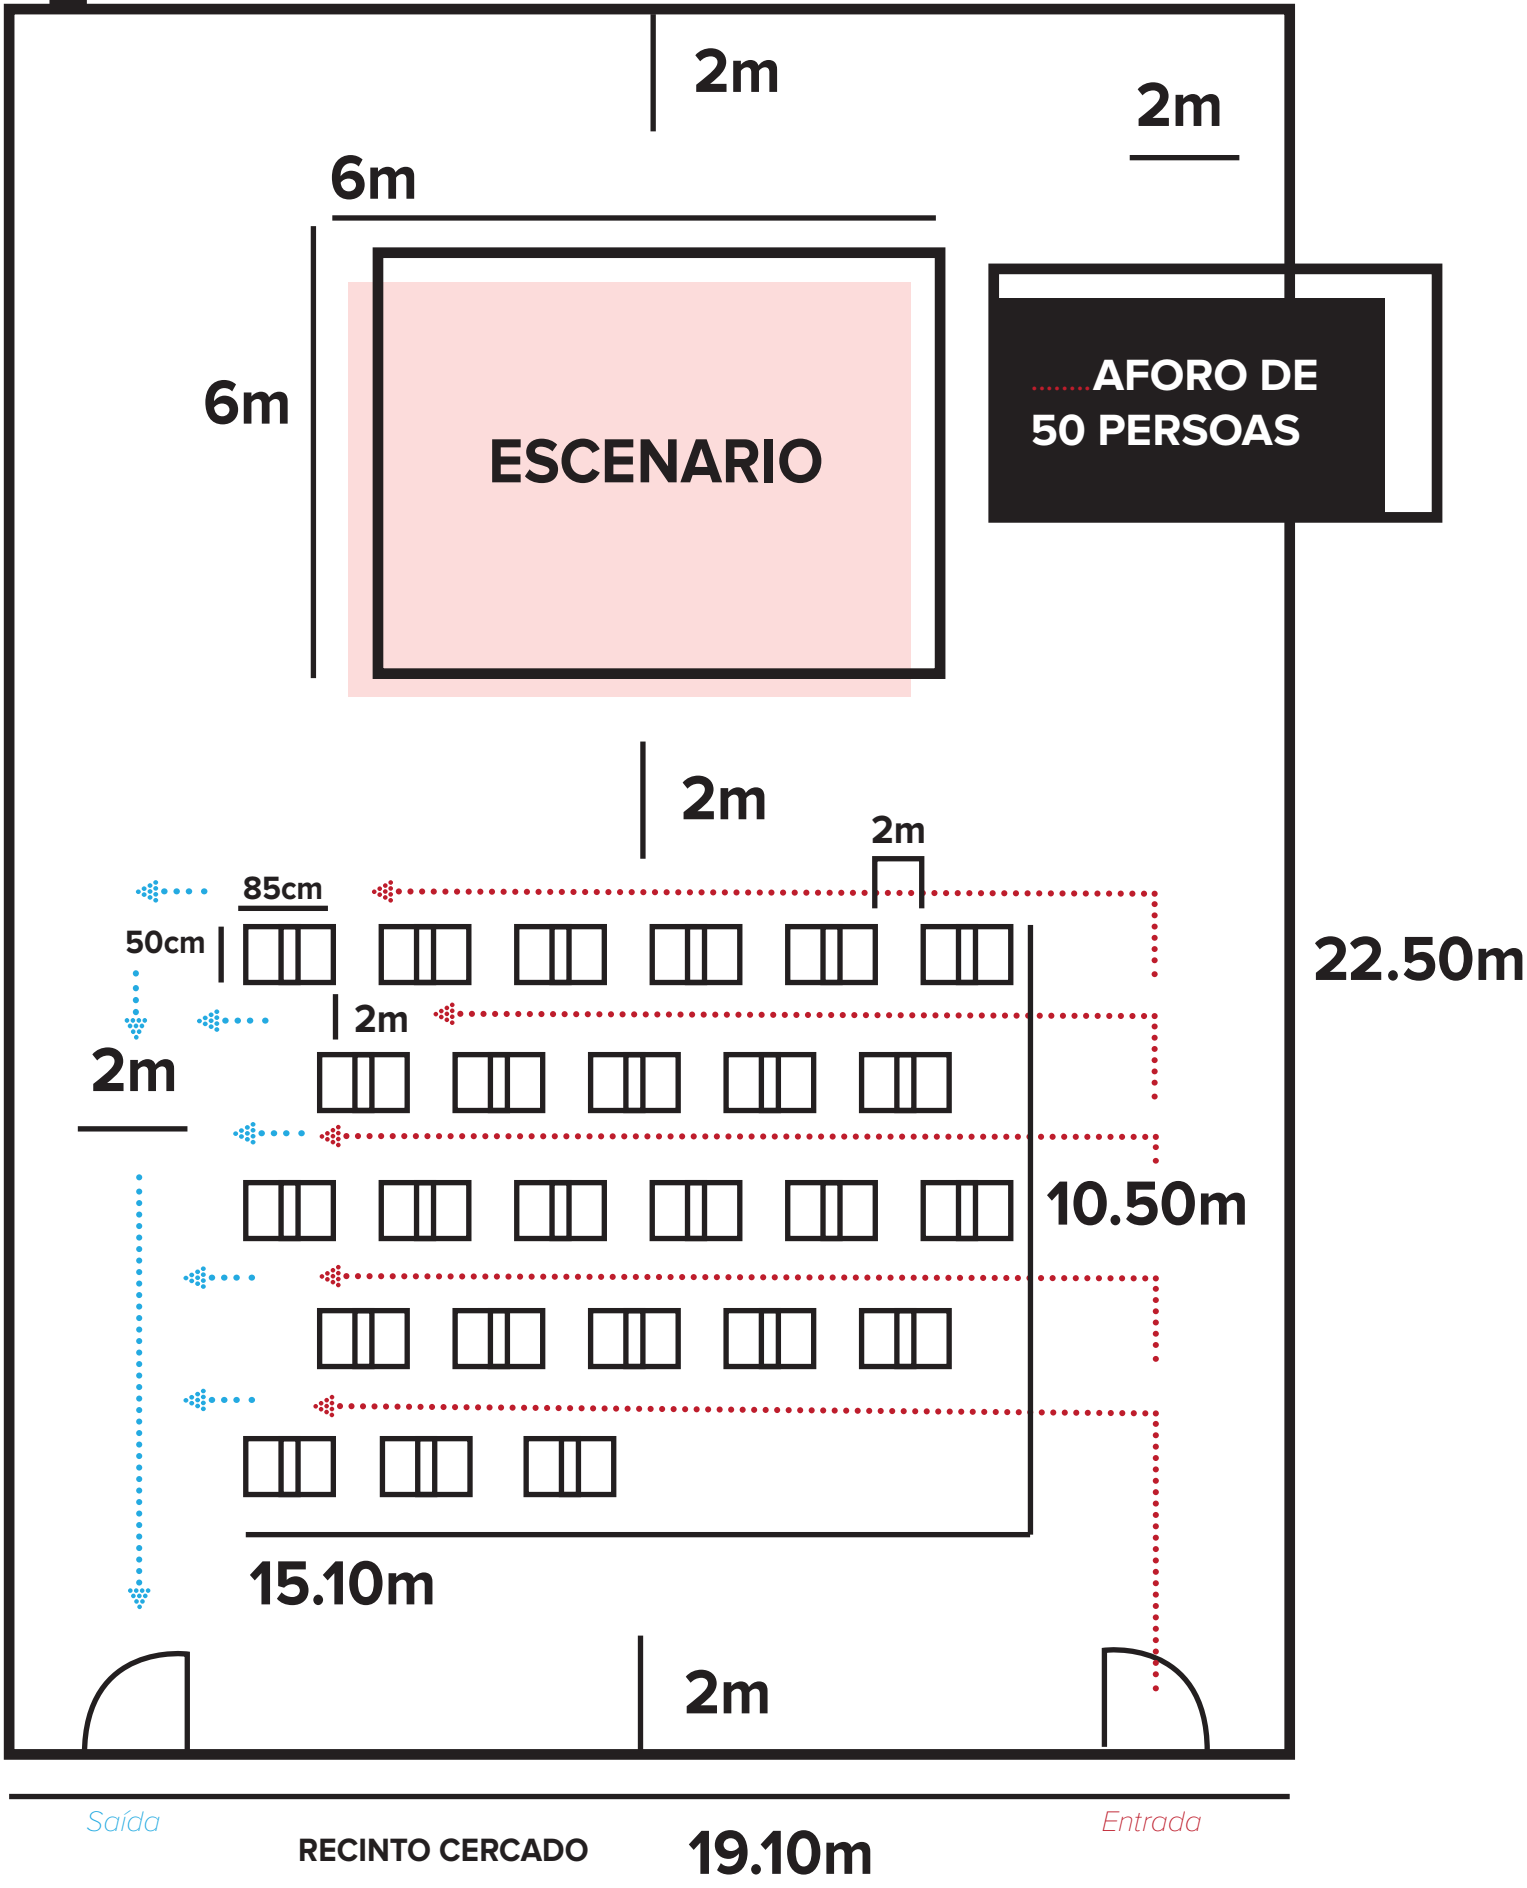 2m
2m
6m
6m
ESCENARIO
........AFORO DE
50 PERSOAS
2m
2m
85cm
50cm
22.50m
2m
2m
10.50m
15.10m
2m
Saída
Entrada
RECINTO CERCADO
19.10m